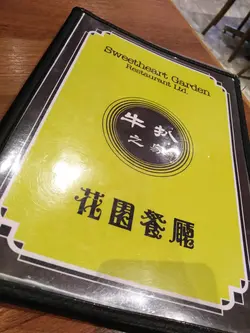 Sweetheart Garden
Restaurant Ltd.
牛扒
之
花園餐廳